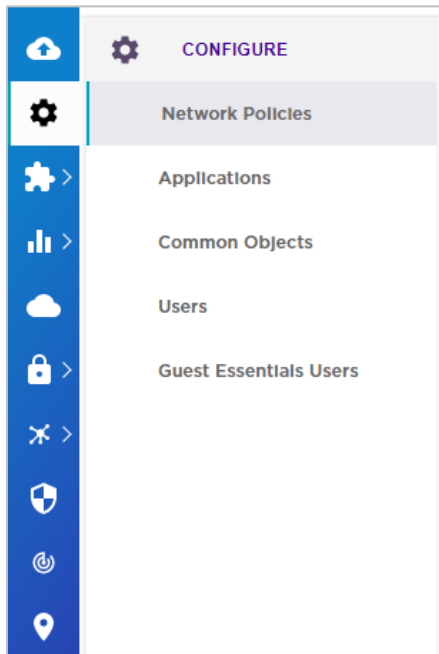 CONFIGURE
Network Policies
Applications
Common Objects
Users
Guest Essentials Users